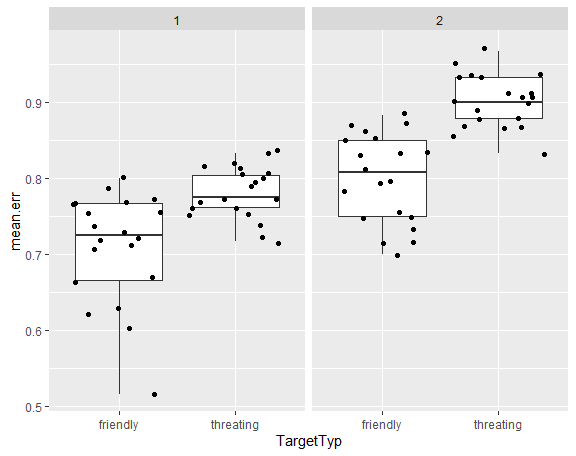 1 2
mean.err
0.9
0.8
0.7
0.6
0.5
friendly threating friendly threating
TargetTyp